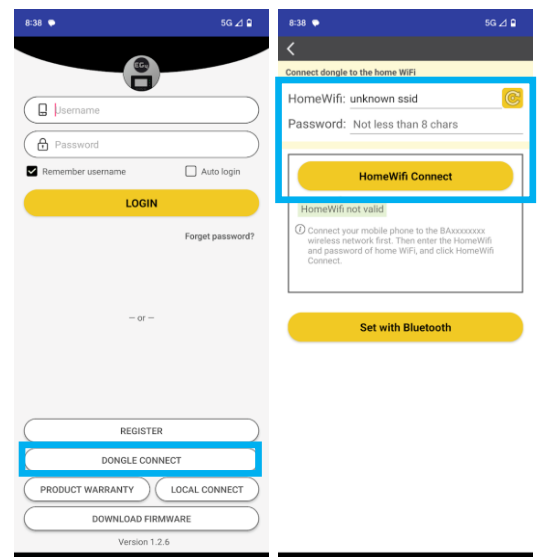 8:38
5G
EG4
Username
Password
Remember username
Auto login
LOGIN
Forget password?
— or —
REGISTER
DONGLE CONNECT
PRODUCT WARRANTY
LOCAL CONNECT
DOWNLOAD FIRMWARE
Version 1.2.6
8:38
5G
Connect dongle to the home WiFi
HomeWifi: unknown ssid
Password: Not less than 8 chars
HomeWifi Connect
HomeWifi not valid
Connect your mobile phone to the BAxxxxxxxx
wireless network first. Then enter the HomeWifi
and password of home WiFi, and click HomeWifi
Connect.
Set with Bluetooth